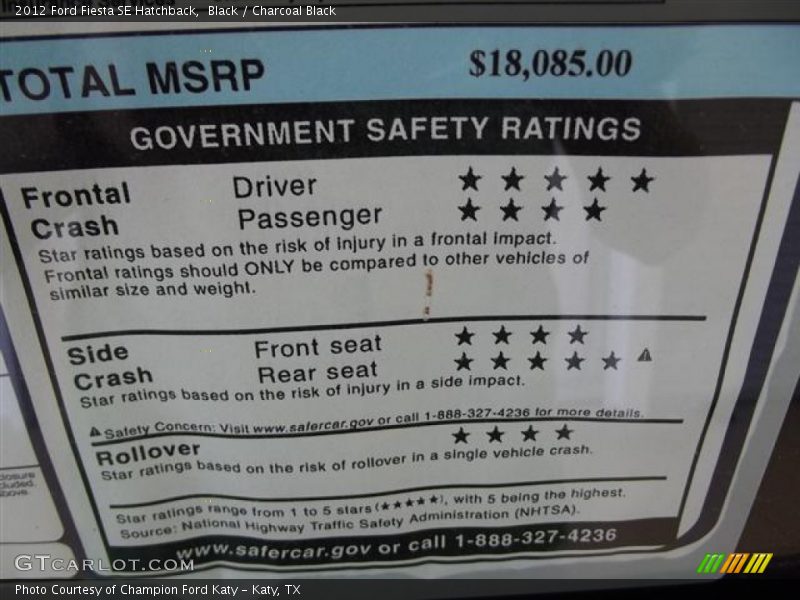 2012 Ford Fiesta SE Hatchback, Black / Charcoal Black
TOTAL MSRP $18,085.00
GOVERNMENT SAFETY RATINGS
Frontal Driver ★ ★ ★ ★ ★
Crash Passenger ★ ★ ★ ★
Star ratings based on the risk of injury in a frontal impact.
Frontal ratings should ONLY be compared to other vehicles of
similar size and weight.
Side Front seat ★ ★ ★ ★
Crash Rear seat ★ ★ ★ ★ ★ ⚠
Star ratings based on the risk of injury in a side impact.
⚠ Safety Concern: Visit www.safercar.gov or call 1-888-327-4236 for more details.
Rollover ★ ★ ★ ★
Star ratings based on the risk of rollover in a single vehicle crash.
Star ratings range from 1 to 5 stars (★★★★★), with 5 being the highest.
Source: National Highway Traffic Safety Administration (NHTSA).
www.safercar.gov or call 1-888-327-4236
GTCARLOT.COM
Photo Courtesy of Champion Ford Katy – Katy, TX